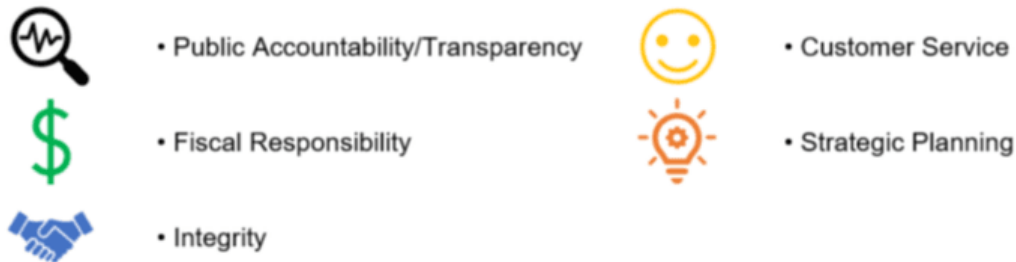 • Public Accountability/Transparency
• Fiscal Responsibility
• Integrity
• Customer Service
• Strategic Planning